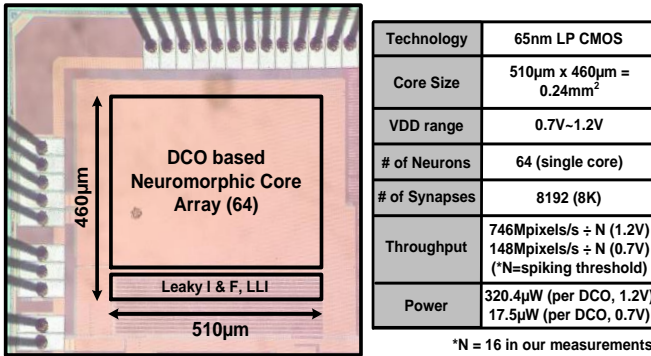 DCO based
Neuromorphic Core
Array (64)
460µm
Leaky I & F, LLI
510µm
Technology 65nm LP CMOS
Core Size 510µm x 460µm =
0.24mm²
VDD range 0.7V~1.2V
# of Neurons 64 (single core)
# of Synapses 8192 (8K)
Throughput 746Mpixels/s ÷ N (1.2V)
148Mpixels/s ÷ N (0.7V)
(*N=spiking threshold)
Power 320.4µW (per DCO, 1.2V)
17.5µW (per DCO, 0.7V)
*N = 16 in our measurements